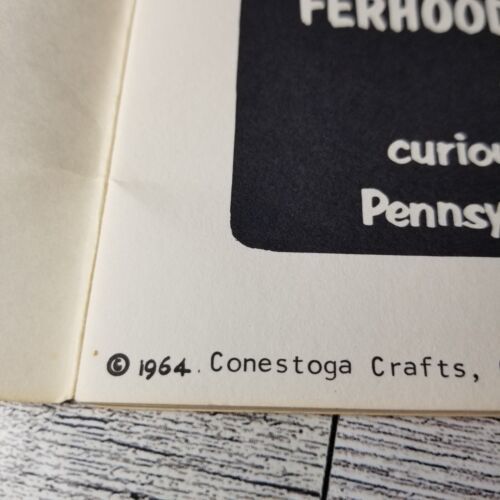 FERHOOD
curiou
Pennsy
© 1964. Conestoga Crafts,